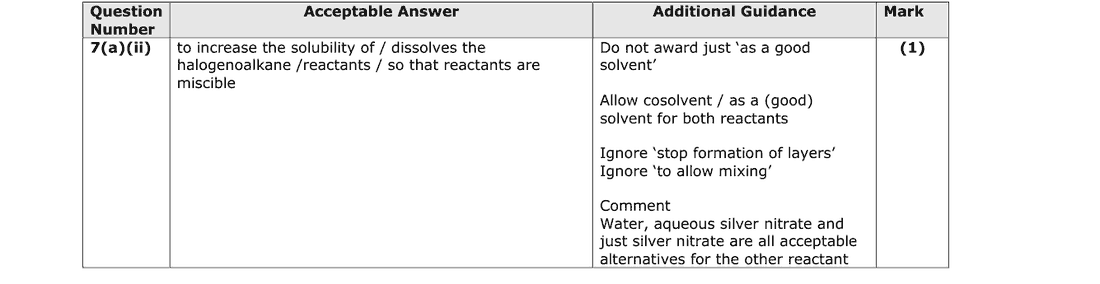 Question Number Acceptable Answer Additional Guidance Mark
7(a)(ii) to increase the solubility of / dissolves the
halogenoalkane /reactants / so that reactants are
miscible
Do not award just ‘as a good
solvent’
Allow cosolvent / as a (good)
solvent for both reactants
Ignore ‘stop formation of layers’
Ignore ‘to allow mixing’
Comment
Water, aqueous silver nitrate and
just silver nitrate are all acceptable
alternatives for the other reactant
(1)